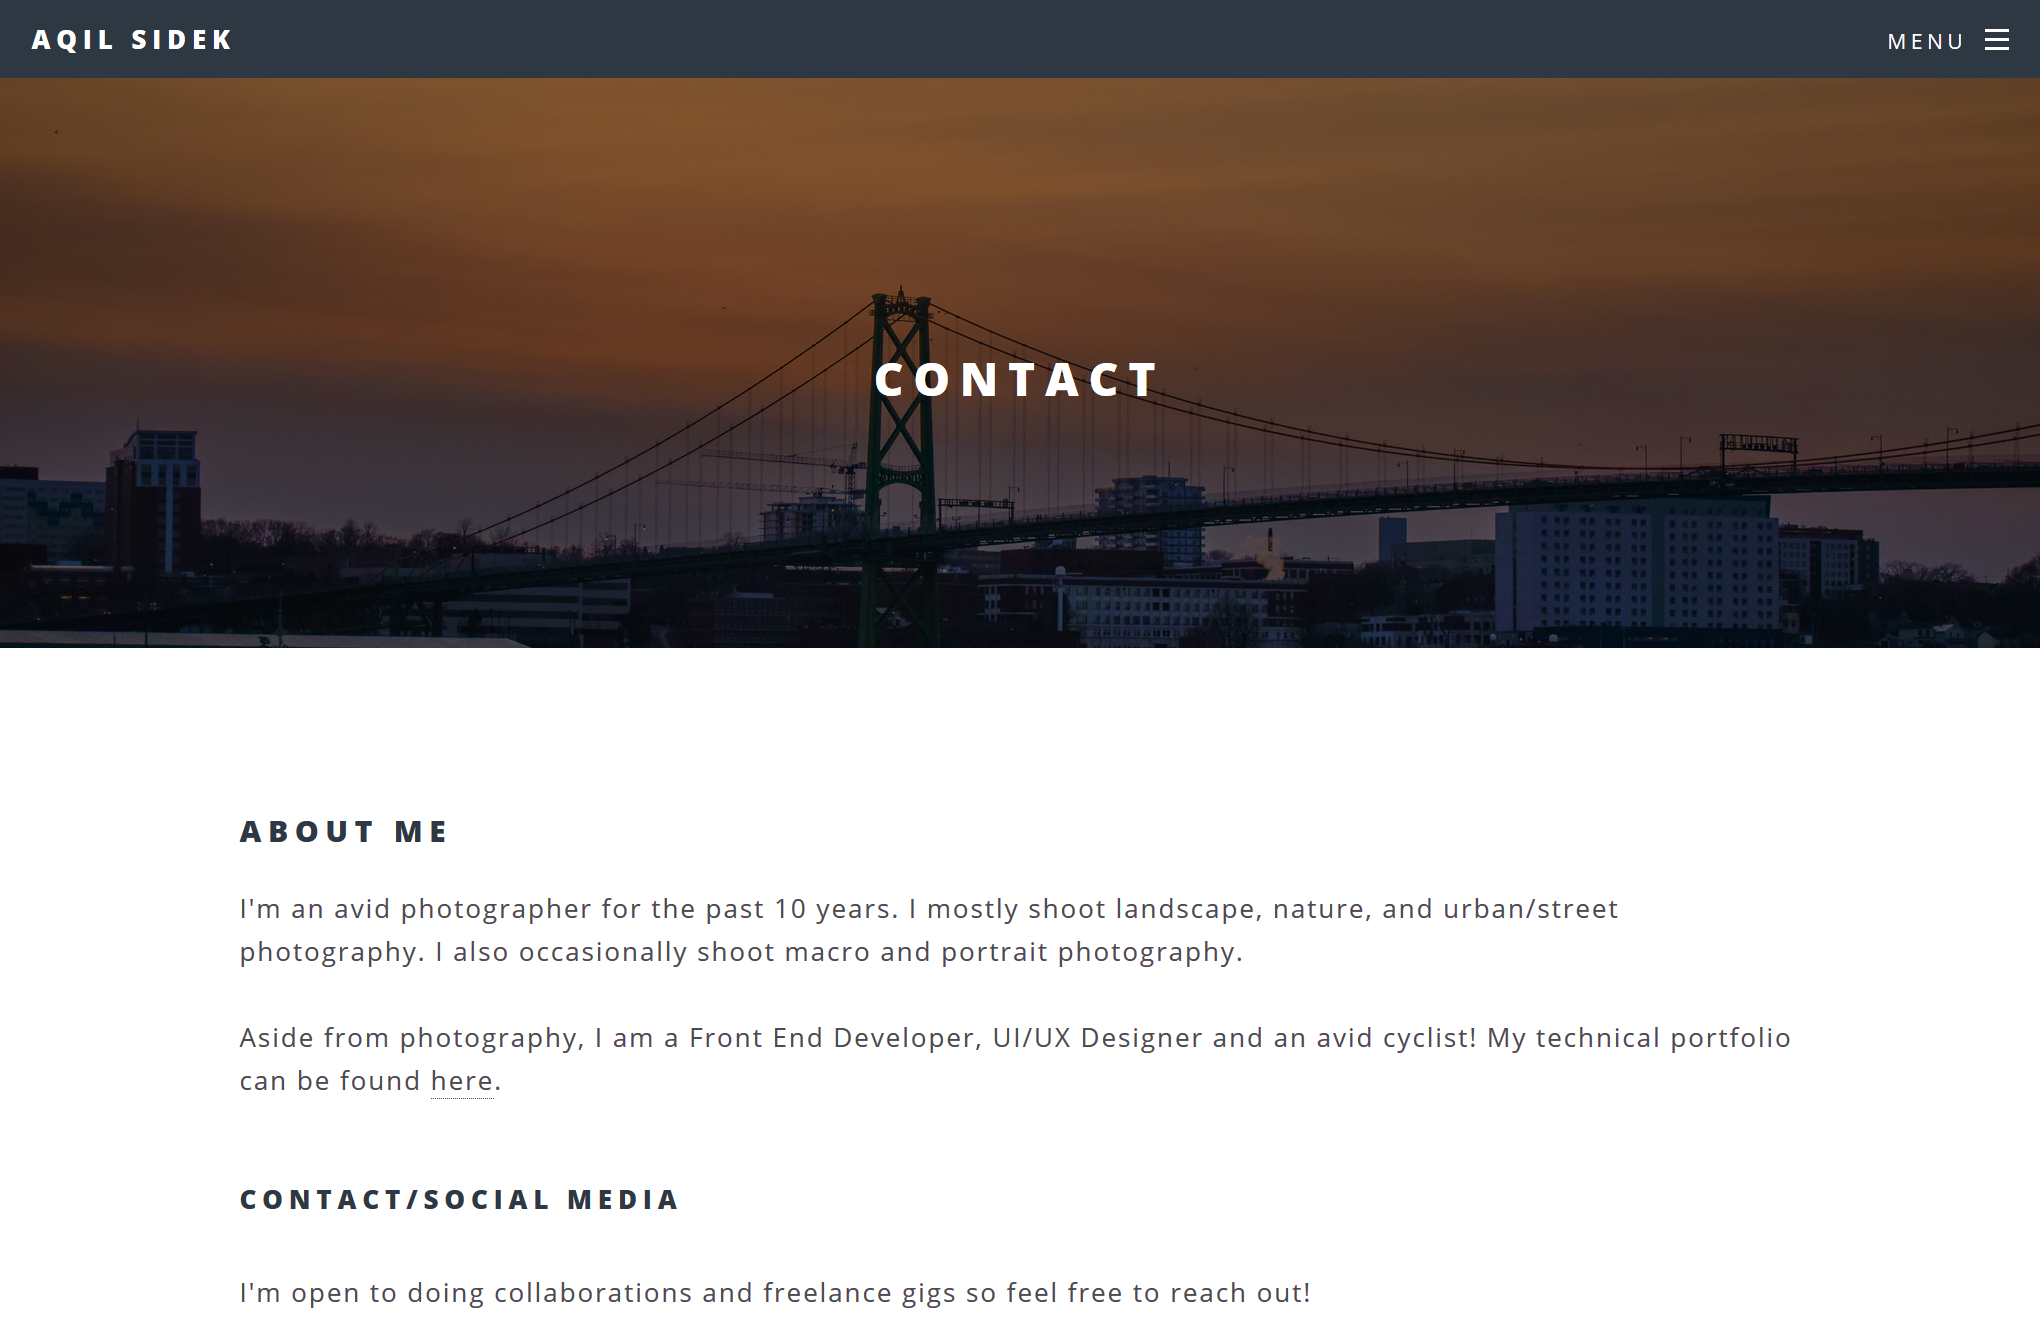 AQIL SIDEK
MENU
CONTACT
ABOUT ME
I'm an avid photographer for the past 10 years. I mostly shoot landscape, nature, and urban/street
photography. I also occasionally shoot macro and portrait photography.
Aside from photography, I am a Front End Developer, UI/UX Designer and an avid cyclist! My technical portfolio
can be found here.
CONTACT/SOCIAL MEDIA
I'm open to doing collaborations and freelance gigs so feel free to reach out!